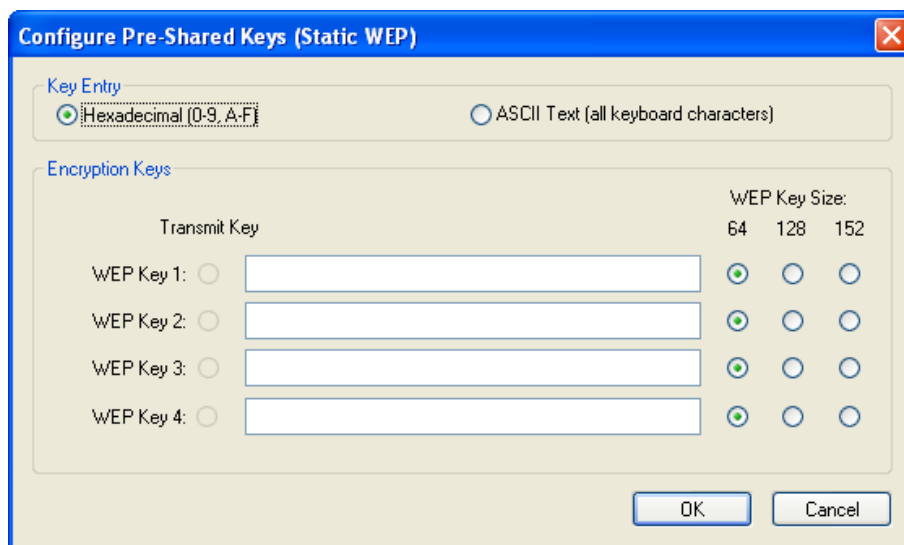 Configure Pre-Shared Keys (Static WEP)
Key Entry
Hexadecimal (0-9, A-F) ASCII Text (all keyboard characters)
Encryption Keys
WEP Key Size:
Transmit Key 64 128 152
WEP Key 1:
WEP Key 2:
WEP Key 3:
WEP Key 4:
OK Cancel